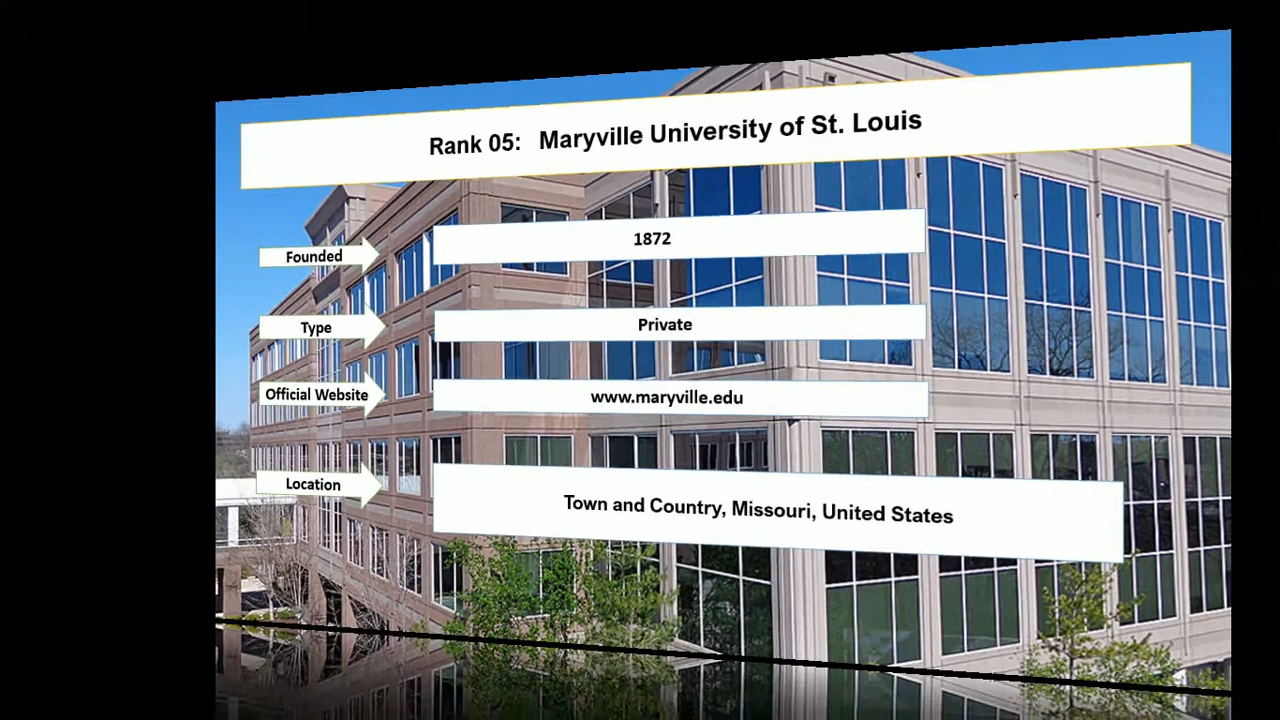 Rank 05: Maryville University of St. Louis
Founded
1872
Type
Private
Official Website
www.maryville.edu
Location
Town and Country, Missouri, United States